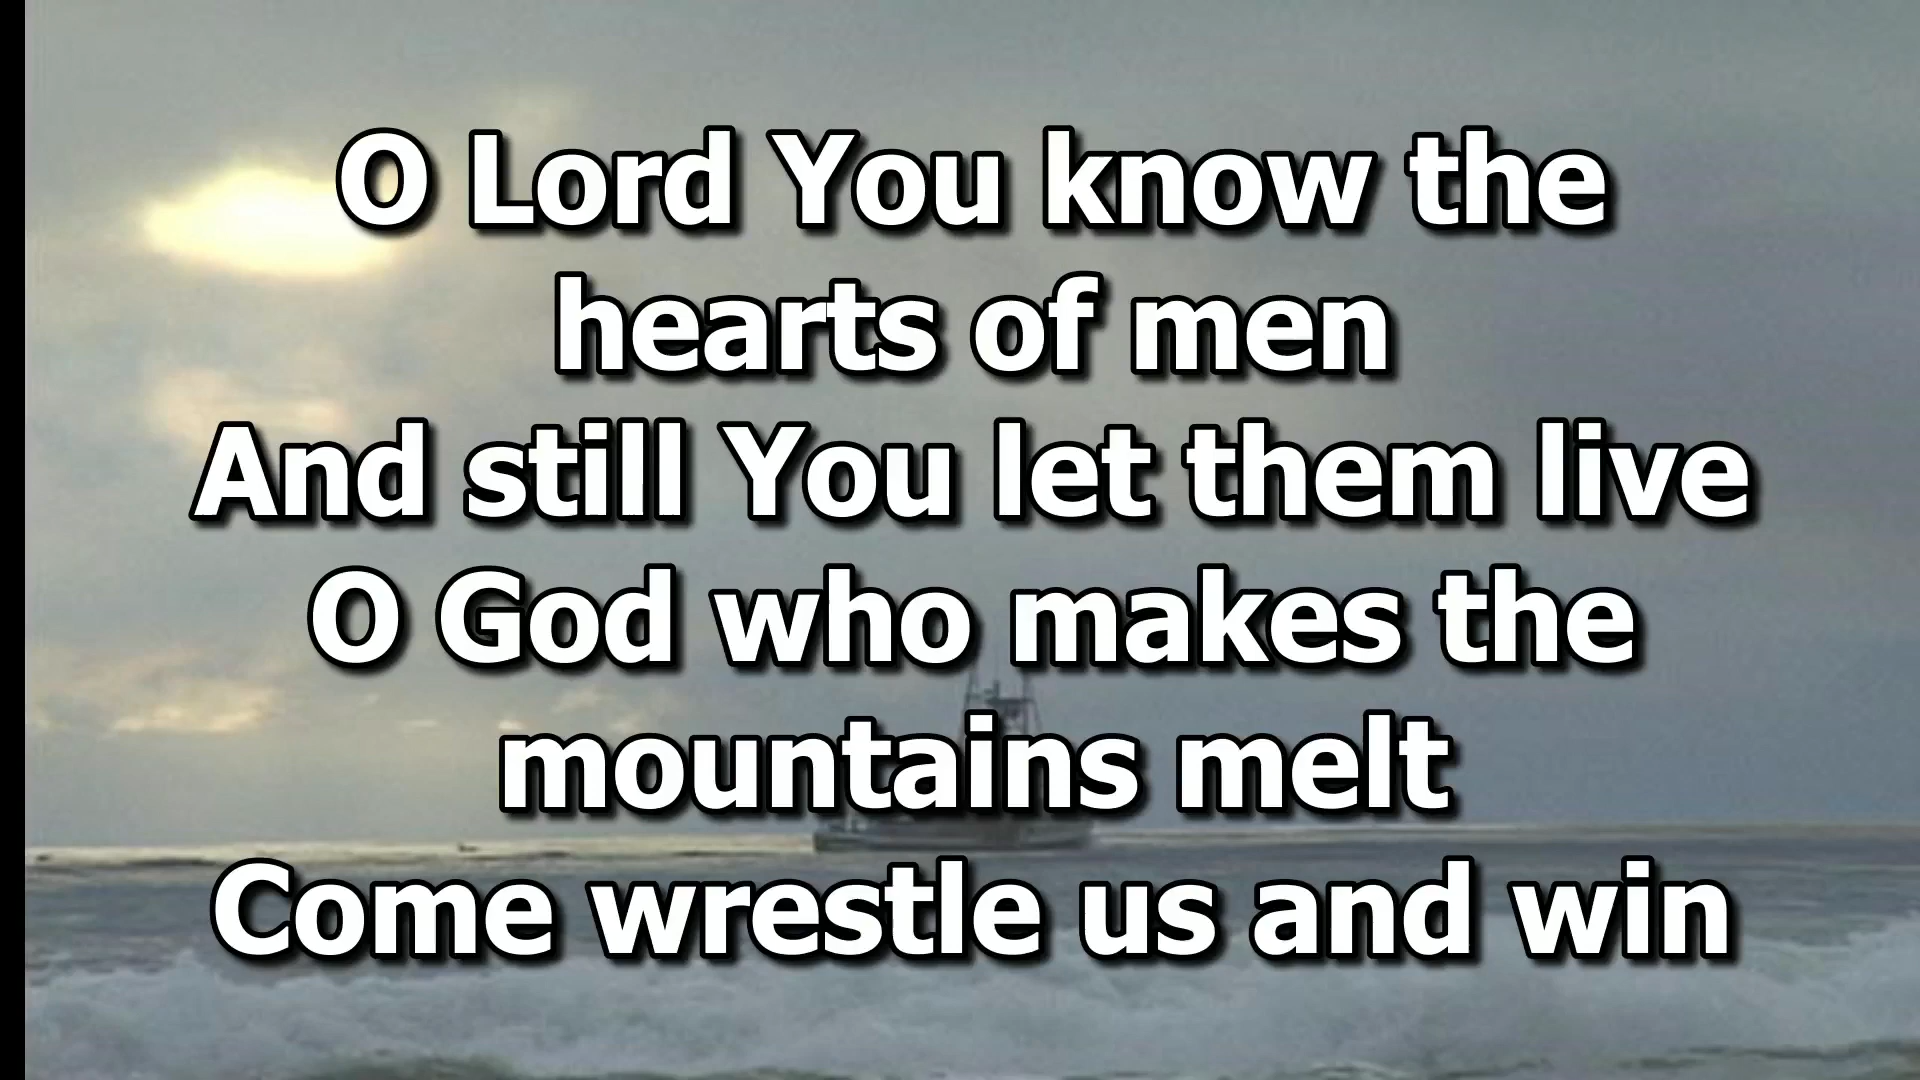 O Lord You know the
hearts of men
And still You let them live
O God who makes the
mountains melt
Come wrestle us and win